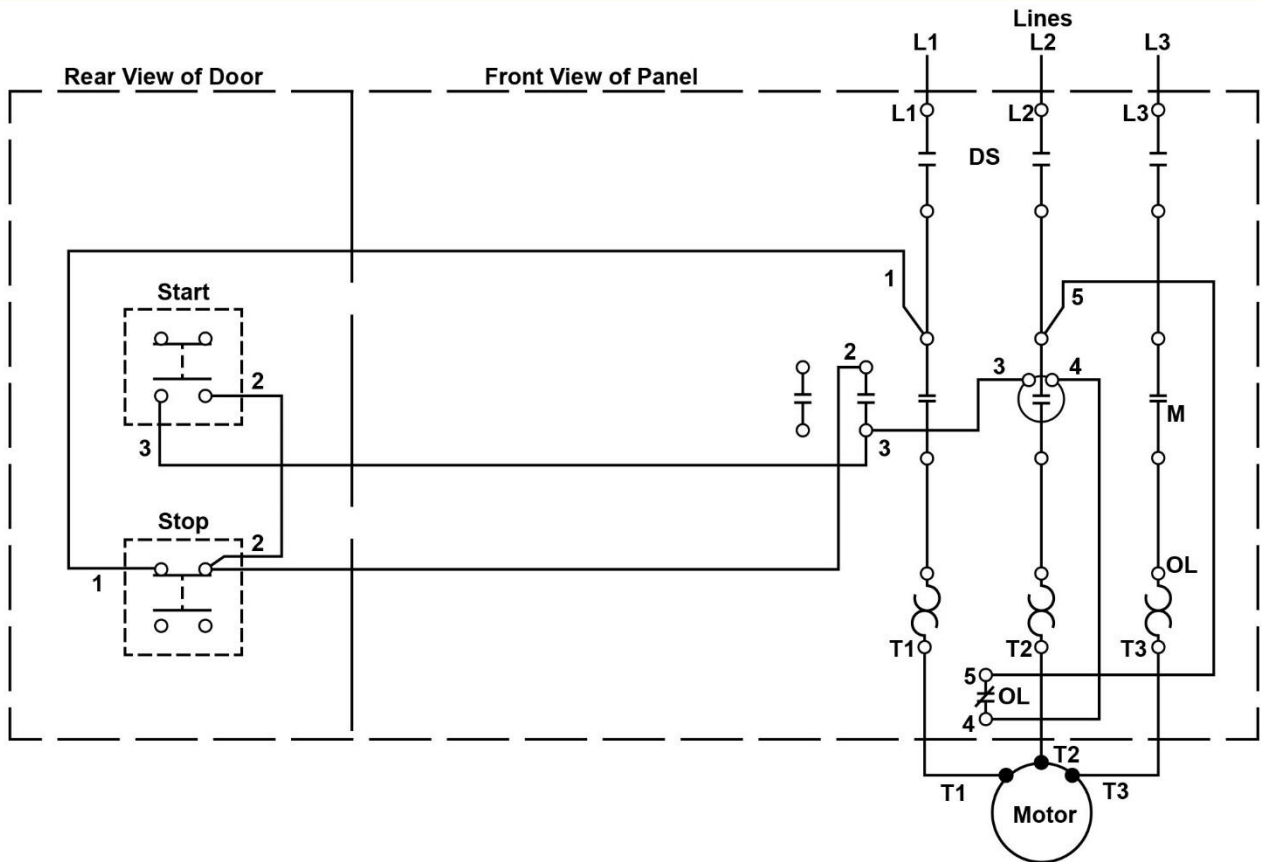 Lines
L1 L2 L3
Rear View of Door Front View of Panel
L1 L2 L3
DS
1 5
Start
2 3 4
2
M
3 3
Stop
2
1 OL
T1 T2 T3
5
OL
4
T2
T1 T3
Motor